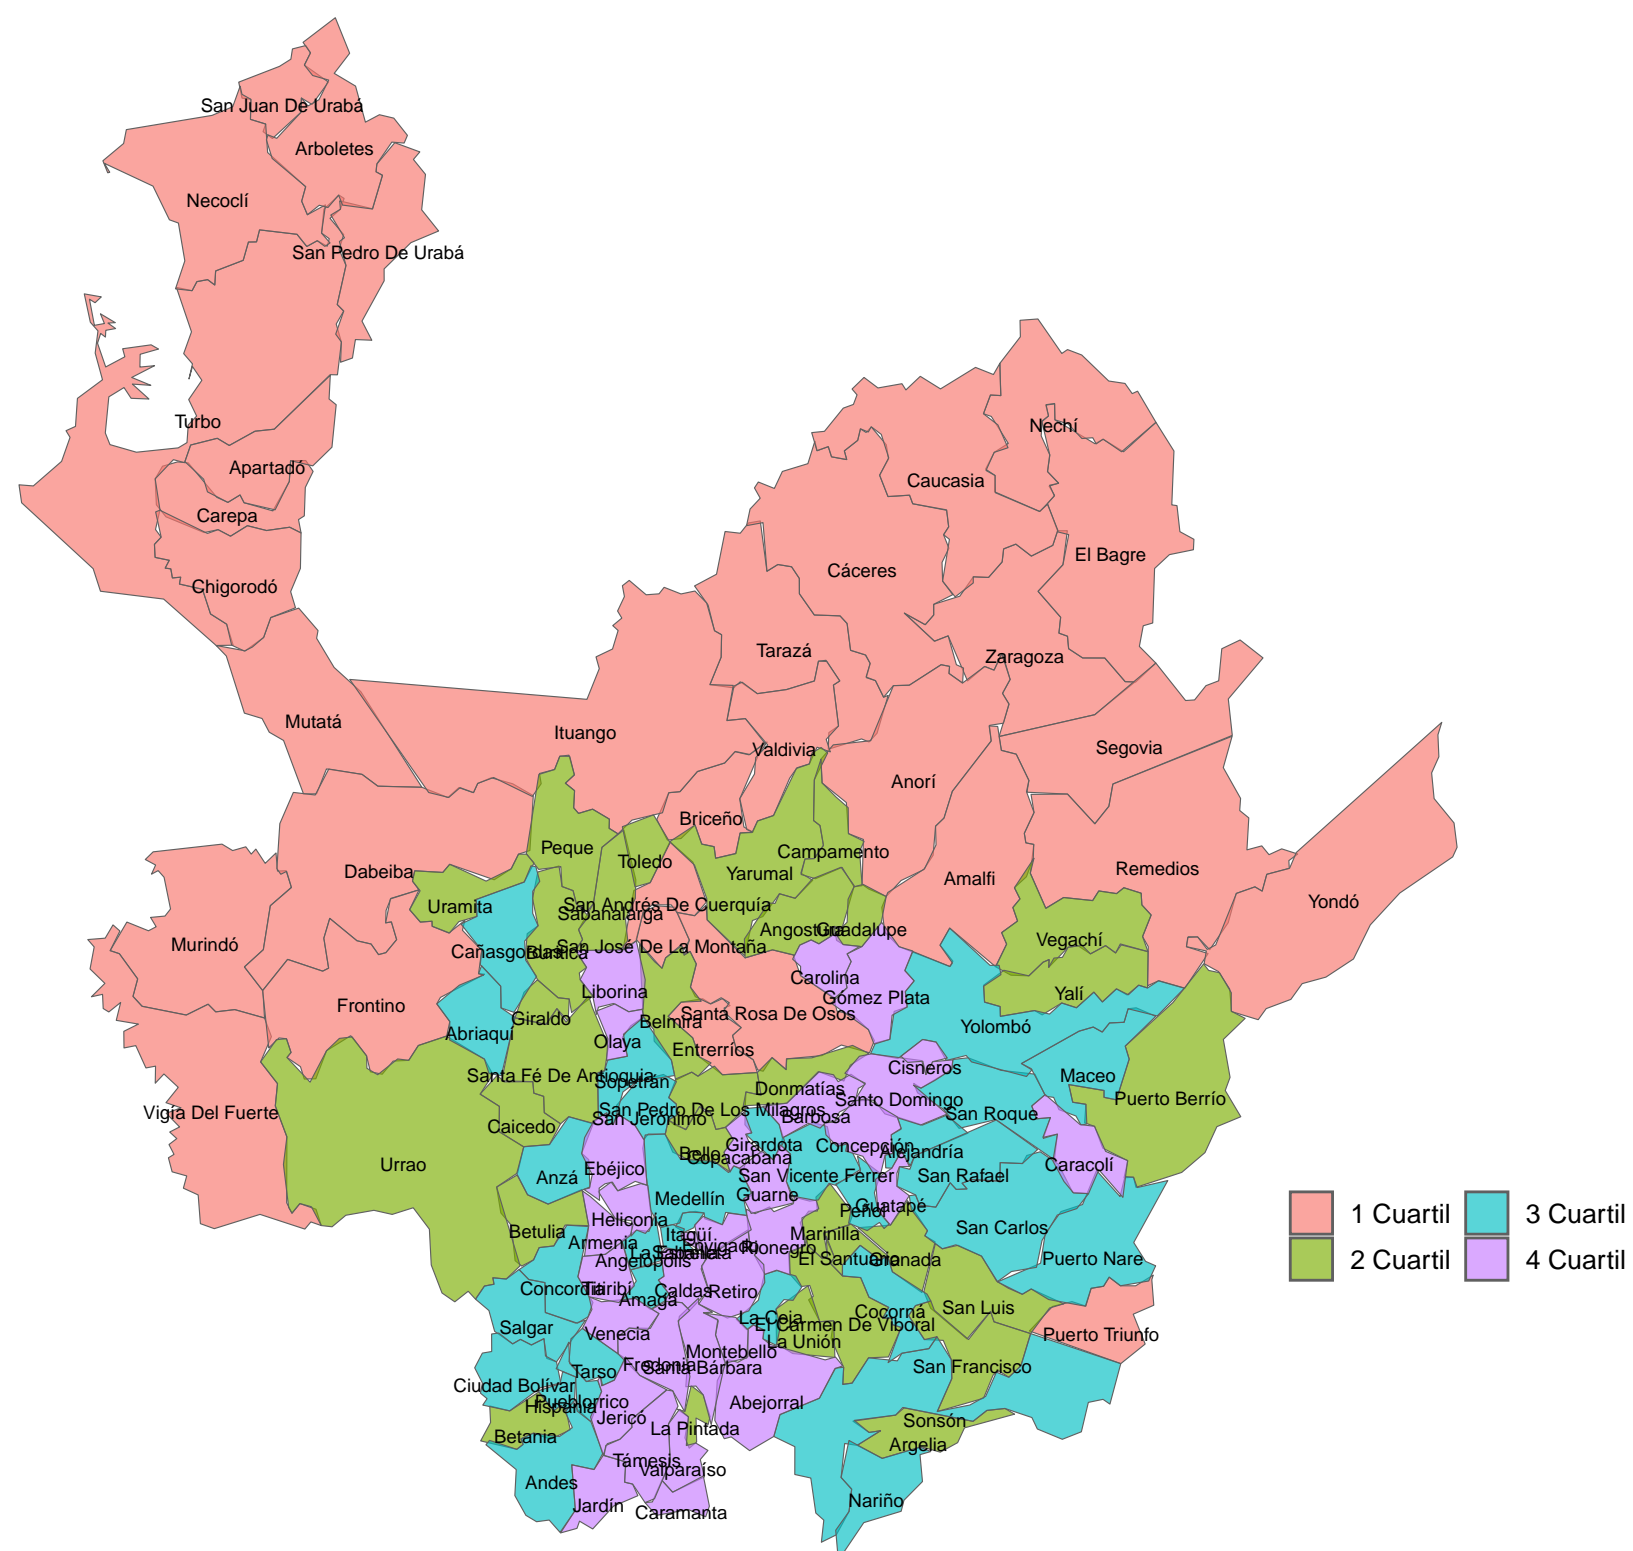 San Juan De Urabá
Arboletes
Necoclí
San Pedro De Urabá
Turbo
Nechí
Apartadó
Caucasia
Carepa
El Bagre
Cáceres
Chigorodó
Tarazá
Zaragoza
Mutatá
Ituango
Valdivia
Segovia
Anorí
Briceño
Peque
Campamento
Toledo
Dabeiba
Yarumal
Amalfi
Remedios
Yondó
San Andrés De Cuerquía
Uramita
Sabanalarga
Angostura
Guadalupe
Vegachí
Murindó
San José De La Montaña
Cañasgordas
Buriticá
Carolina
Liborina
Yalí
Gómez Plata
Frontino
Santa Rosa De Osos
Giraldo
Belmira
Yolombó
Abriaquí
Olaya
Entrerríos
Cisneros
Santa Fé De Antioquia
Maceo
Sopetrán
Donmatías
Santo Domingo
Puerto Berrío
San Pedro De Los Milagros
Vigía Del Fuerte
San Roque
San Jerónimo
Barbosa
Caicedo
Girardota
Concepción
Alejandría
Bello
Copacabana
Urrao
Caracolí
Ebéjico
Anzá
San Vicente Ferrer
San Rafael
Medellín
Guarne
Guatapé
Peñol
Heliconia
1 Cuartil
3 Cuartil
San Carlos
Betulia
Itagüí
Marinilla
Armenia
Envigado
Rionegro
La Estrella
Sabaneta
Angelópolis
El Santuario
Granada
Puerto Nare
2 Cuartil
4 Cuartil
Concordia
Titiribí
Caldas
Retiro
Amagá
San Luis
Cocorná
La Ceja
El Carmen De Viboral
Salgar
Venecia
Puerto Triunfo
La Unión
Montebello
Fredonia
Santa Bárbara
San Francisco
Tarso
Ciudad Bolívar
Pueblorrico
Abejorral
Hispania
Jericó
Sonsón
La Pintada
Betania
Argelia
Támesis
Valparaíso
Andes
Nariño
Jardín
Caramanta